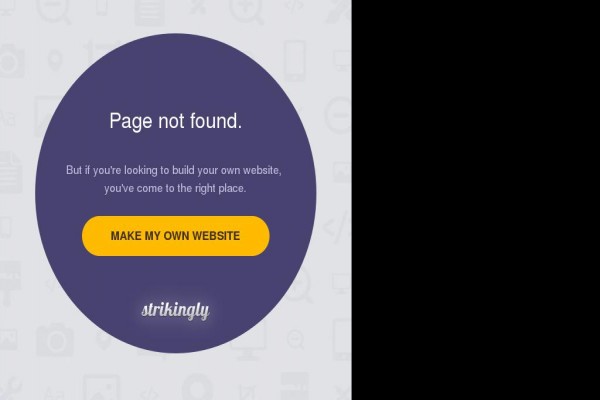 Page not found.
But if you're looking to build your own website,
you've come to the right place.
MAKE MY OWN WEBSITE
strikingly